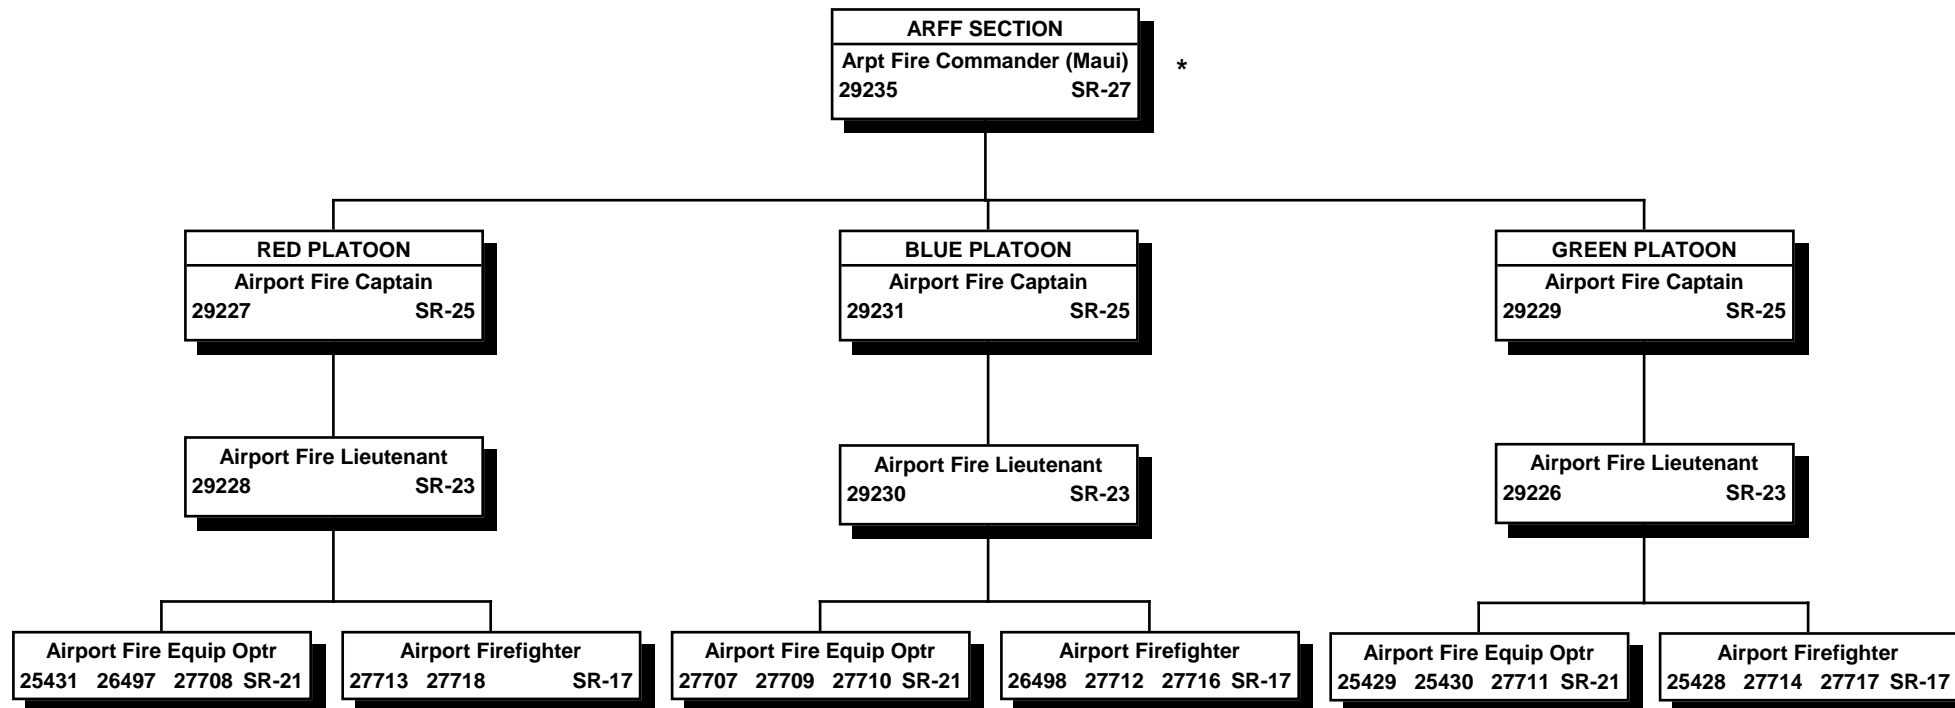 ARFF SECTION
Arpt Fire Commander (Maui)
29235 SR-27
*
RED PLATOON
Airport Fire Captain
29227 SR-25
BLUE PLATOON
Airport Fire Captain
29231 SR-25
GREEN PLATOON
Airport Fire Captain
29229 SR-25
Airport Fire Lieutenant
29228 SR-23
Airport Fire Lieutenant
29230 SR-23
Airport Fire Lieutenant
29226 SR-23
Airport Fire Equip Optr
25431 26497 27708 SR-21
Airport Firefighter
27713 27718 SR-17
Airport Fire Equip Optr
27707 27709 27710 SR-21
Airport Firefighter
26498 27712 27716 SR-17
Airport Fire Equip Optr
25429 25430 27711 SR-21
Airport Firefighter
25428 27714 27717 SR-17